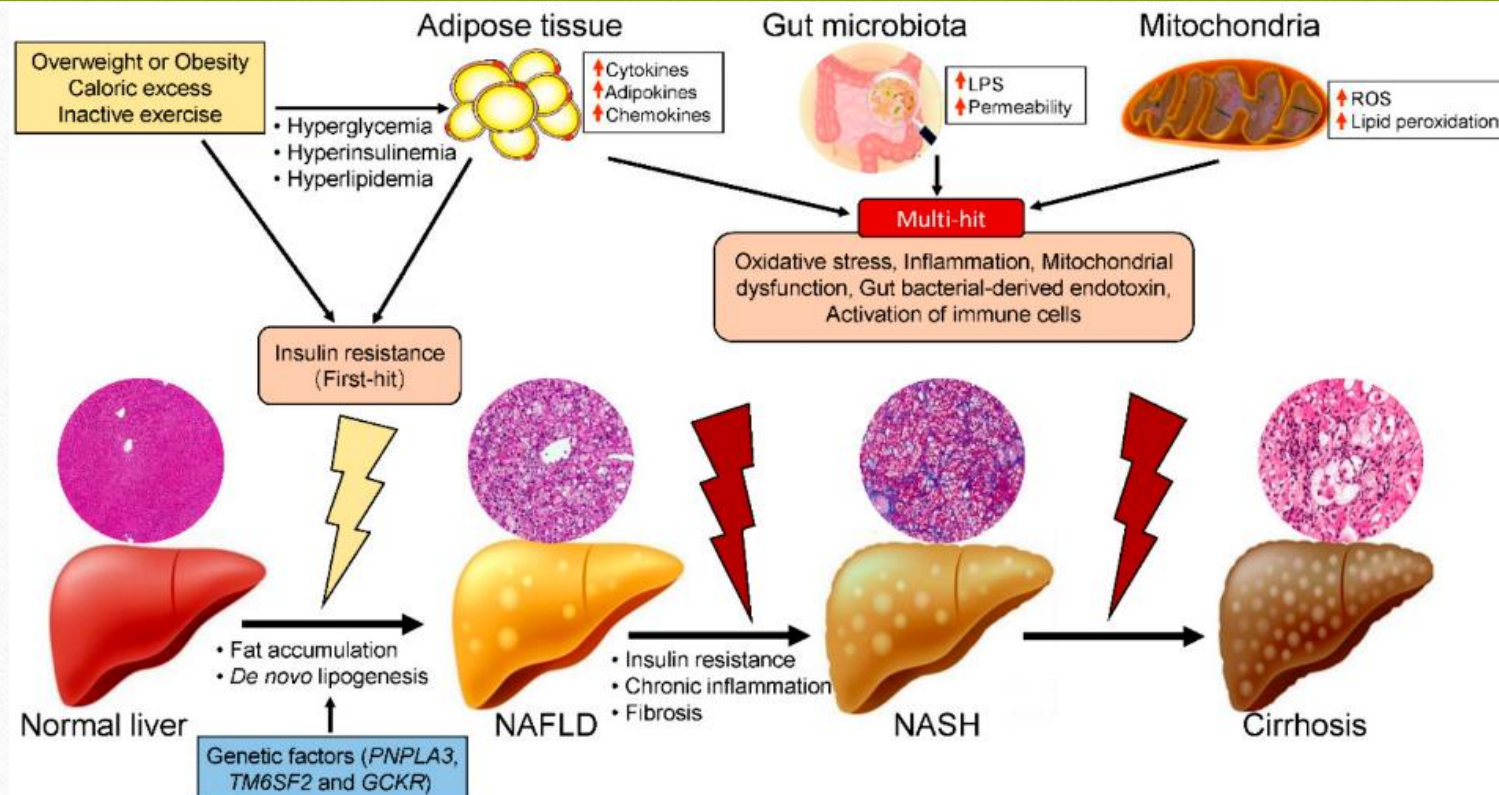 Adipose tissue
Gut microbiota
Mitochondria
Overweight or Obesity
Caloric excess
Inactive exercise
• Hyperglycemia
• Hyperinsulinemia
• Hyperlipidemia
↑Cytokines
↑Adipokines
↑Chemokines
↑LPS
↑Permeability
↑ROS
↑Lipid peroxidation
Multi-hit
Oxidative stress, Inflammation, Mitochondrial
dysfunction, Gut bacterial-derived endotoxin,
Activation of immune cells
Insulin resistance
(First-hit)
• Fat accumulation
• De novo lipogenesis
• Insulin resistance
• Chronic inflammation
• Fibrosis
Normal liver
NAFLD
NASH
Cirrhosis
Genetic factors (PNPLA3,
TM6SF2 and GCKR)